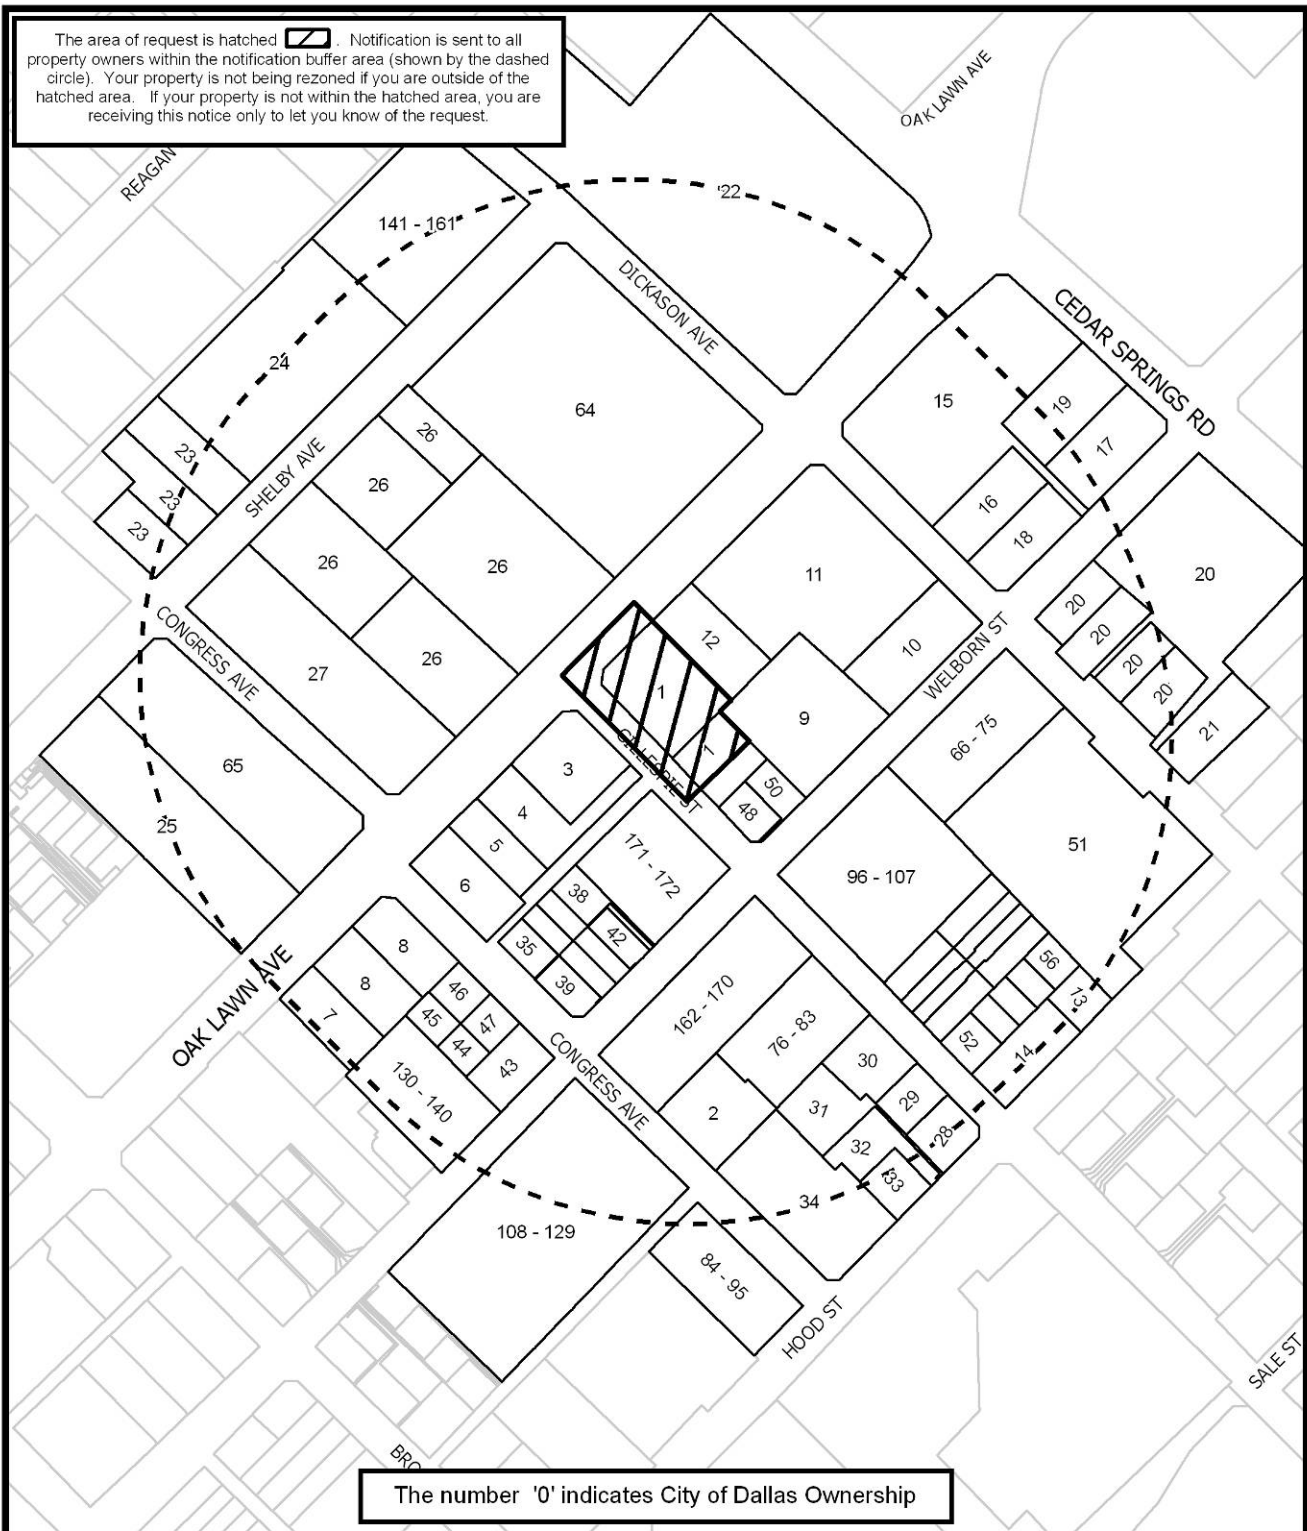 The area of request is hatched . Notification is sent to all
property owners within the notification buffer area (shown by the dashed
circle). Your property is not being rezoned if you are outside of the
hatched area. If your property is not within the hatched area, you are
receiving this notice only to let you know of the request.
OAK LAWN AVE
REAGAN
22
141 - 161
DICKASON AVE
CEDAR SPRINGS RD
24
64
15
19
17
26
23
SHELBY AVE
26
16
23
18
23
26
26
11
20
20
CONGRESS AVE
12
20
10
26
WELBORN ST
20
27
1
20
9
66 - 75
21
GILLESPIE ST
1
65
3
50
4
48
25
5
171 - 172
51
6
96 - 107
38
42
35
8
56
OAK LAWN AVE
39
8
46
13
7
45
47
162 - 170
76 - 83
44
52
14
43
CONGRESS AVE
30
130 - 140
29
31
2
28
32
33
34
108 - 129
84 - 95
HOOD ST
SALE ST
BRO
The number '0' indicates City of Dallas Ownership